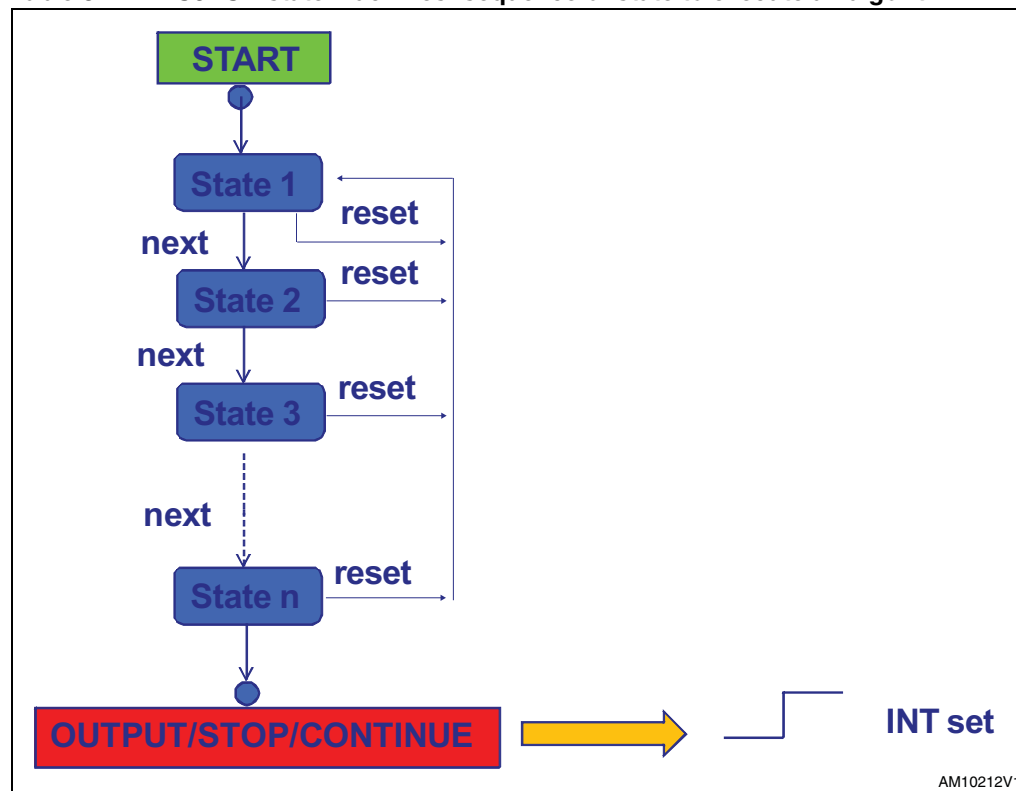 START
State 1
reset
next
reset
State 2
next
reset
State 3
next
reset
State n
OUTPUT/STOP/CONTINUE
INT set
AM10212V1